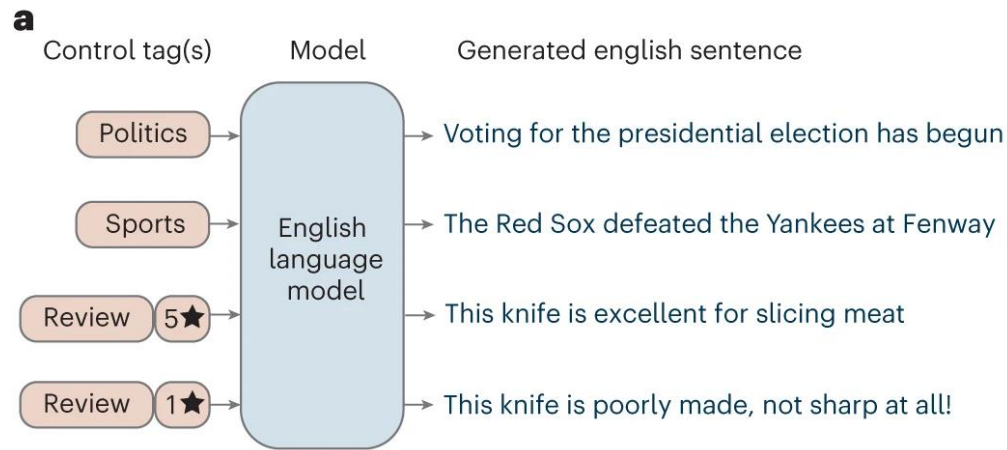 a
Control tag(s) Model Generated english sentence
Politics Voting for the presidential election has begun
Sports The Red Sox defeated the Yankees at Fenway
English
language
model
Review 5★ This knife is excellent for slicing meat
Review 1★ This knife is poorly made, not sharp at all!